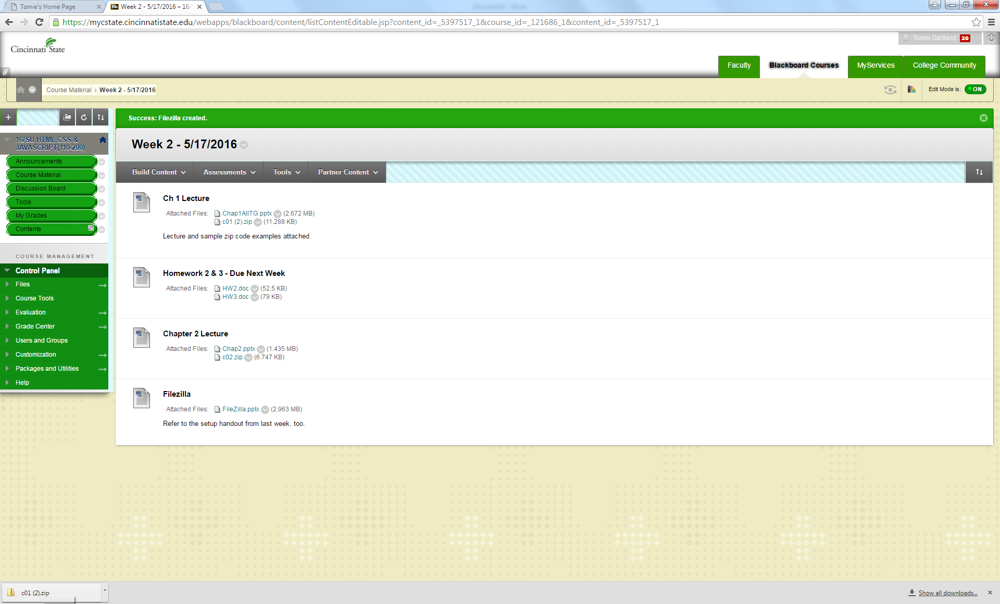 Tomie's Home Page
Bb Week 2 - 5/17/2016 – 16/
https://mycstate.cincinnatistate.edu/webapps/blackboard/content/listContentEditable.jsp?content_id=_5397517_1&course_id=_121686_1&content_id=_5397517_1
Cincinnati State
Tomie Gartland 20
Faculty
Blackboard Courses
MyServices
College Community
Course Material > Week 2 - 5/17/2016
Edit Mode is: ON
Success: Filezilla created.
16/SU HTML CSS &
JAVASCRIPT(110-200)
Announcements
Course Material
Discussion Board
Tools
My Grades
Contents
COURSE MANAGEMENT
Control Panel
Files
Course Tools
Evaluation
Grade Center
Users and Groups
Customization
Packages and Utilities
Help
Week 2 - 5/17/2016
Build Content
Assessments
Tools
Partner Content
Ch 1 Lecture
Attached Files: Chap1AllTG.pptx (2.672 MB)
c01 (2).zip (11.288 KB)
Lecture and sample zip code examples attached
Homework 2 & 3 - Due Next Week
Attached Files: HW2.doc (52.5 KB)
HW3.doc (79 KB)
Chapter 2 Lecture
Attached Files: Chap2.pptx (1.435 MB)
c02.zip (6.747 KB)
Filezilla
Attached Files: FileZilla.pptx (2.963 MB)
Refer to the setup handout from last week, too.
c01 (2).zip
Show all downloads...